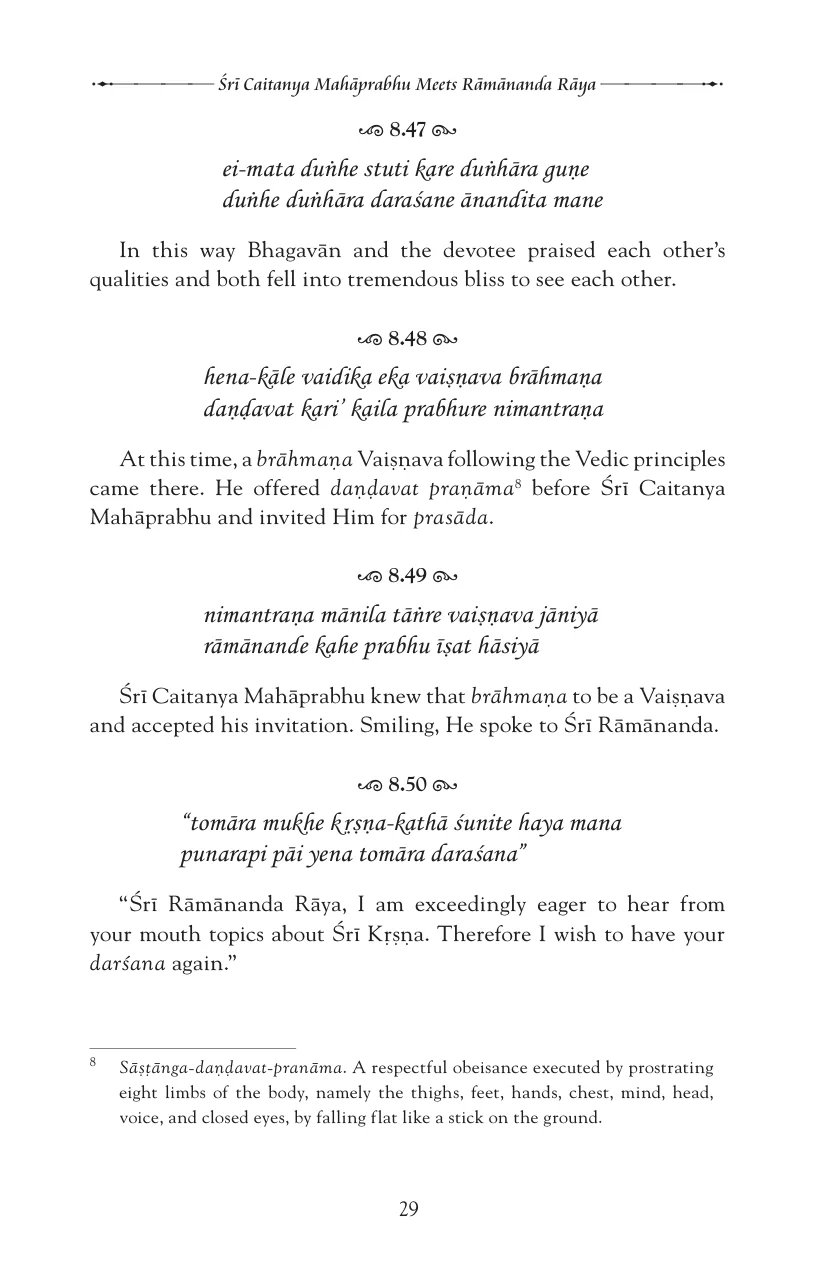 Śrī Caitanya Mahāprabhu Meets Rāmānanda Rāya
8.47
ei-mata duṅhe stuti kare duṅhāra guṇe
duṅhe duṅhāra daraśane ānandita mane
In this way Bhagavān and the devotee praised each other’s
qualities and both fell into tremendous bliss to see each other.
8.48
hena-kāle vaidika eka vaiṣṇava brāhmaṇa
daṇḍavat kari’ kaila prabhure nimantraṇa
At this time, a brāhmaṇa Vaiṣṇava following the Vedic principles
came there. He offered daṇḍavat praṇāma8 before Śrī Caitanya
Mahāprabhu and invited Him for prasāda.
8.49
nimantraṇa mānila tāṅre vaiṣṇava jāniyā
rāmānande kahe prabhu īṣat hāsiyā
Śrī Caitanya Mahāprabhu knew that brāhmaṇa to be a Vaiṣṇava
and accepted his invitation. Smiling, He spoke to Śrī Rāmānanda.
8.50
“tomāra mukhe kṛṣṇa-kathā śunite haya mana
punarapi pāi yena tomāra daraśana”
“Śrī Rāmānanda Rāya, I am exceedingly eager to hear from
your mouth topics about Śrī Kṛṣṇa. Therefore I wish to have your
darśana again.”
8 Sāṣṭānga-daṇḍavat-pranāma. A respectful obeisance executed by prostrating
eight limbs of the body, namely the thighs, feet, hands, chest, mind, head,
voice, and closed eyes, by falling flat like a stick on the ground.
29